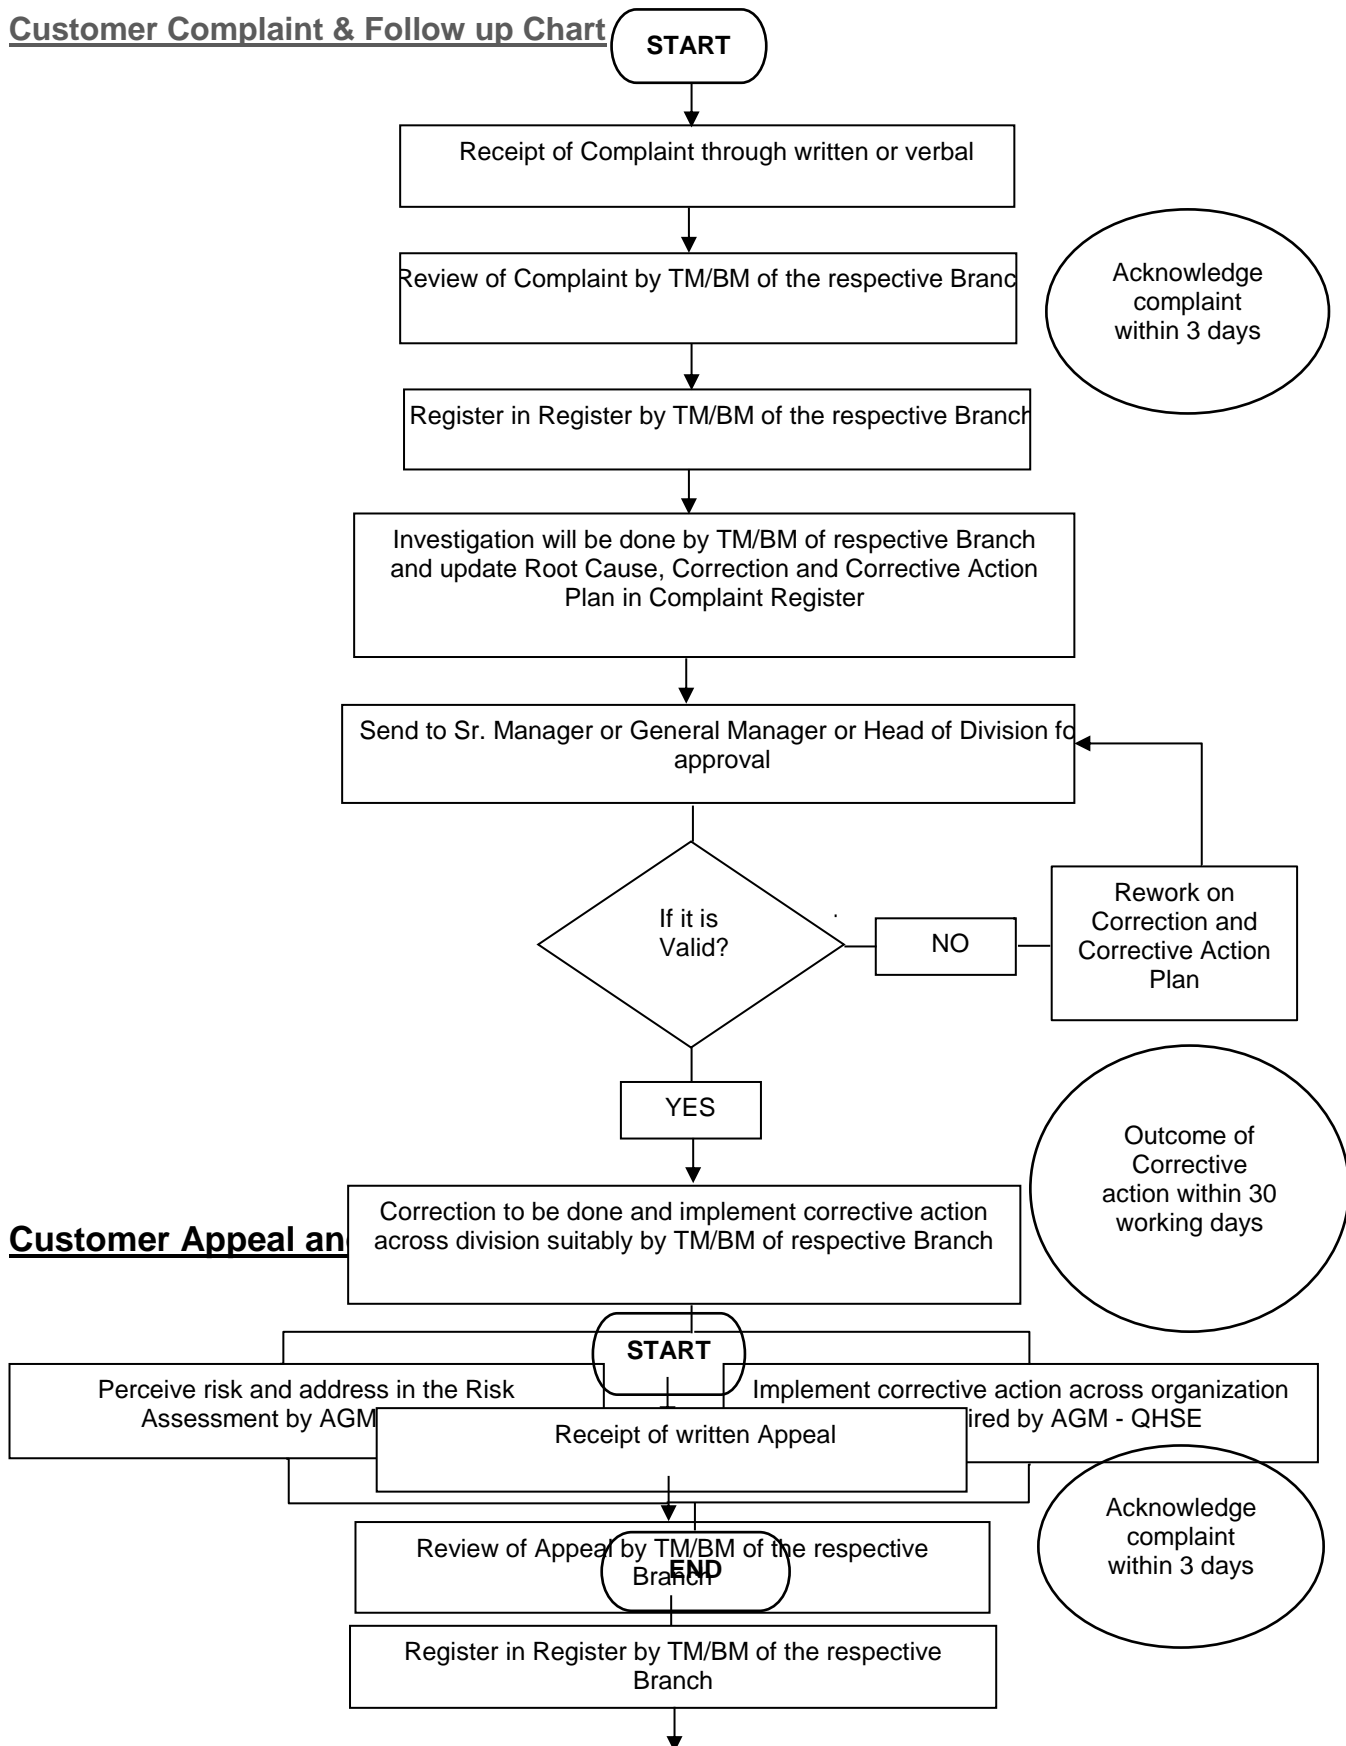 Customer Complaint & Follow up Chart
START
Receipt of Complaint through written or verbal
Review of Complaint by TM/BM of the respective Branc
Acknowledge
complaint
within 3 days
Register in Register by TM/BM of the respective Branch
Investigation will be done by TM/BM of respective Branch
and update Root Cause, Correction and Corrective Action
Plan in Complaint Register
Send to Sr. Manager or General Manager or Head of Division fo
approval
If it is
Valid?
NO
Rework on
Correction and
Corrective Action
Plan
YES
Outcome of
Corrective
action within 30
working days
Correction to be done and implement corrective action
across division suitably by TM/BM of respective Branch
Customer Appeal an
START
Perceive risk and address in the Risk
Assessment by AGM
Implement corrective action across organization
ired by AGM - QHSE
Receipt of written Appeal
Acknowledge
complaint
within 3 days
Review of Appeal by TM/BM of the respective
Branch
END
Register in Register by TM/BM of the respective
Branch